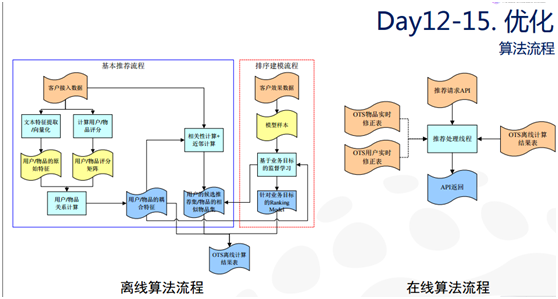 Day12-15. 优化
算法流程
基本推荐流程
排序建模流程
客户接入数据
客户效果数据
文本特征提取
/向量化
计算用户/物
品评分
相关性计算+
近邻计算
模型样本
用户/物品的原
始特征
用户/物品评分
矩阵
基于业务目标
的监督学习
用户/物品
关系计算
用户/物品的耦
合特征
用户的候选推
荐集/物品的相
似物品集
针对业务目标
的Ranking
Model
OTS离线计算
结果表
离线算法流程
推荐请求API
OTS物品实时
修正表
OTS用户实时
修正表
推荐处理线程
OTS离线计算
结果表
API返回
在线算法流程